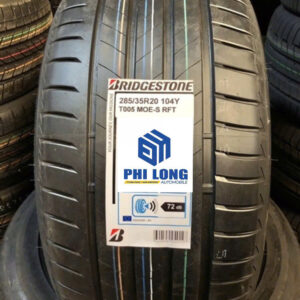 BRIDGESTONE
285/35R20 104Y
T005 MOE-S RFT
PHI LONG
AUTOMOBILE
72 dB
B